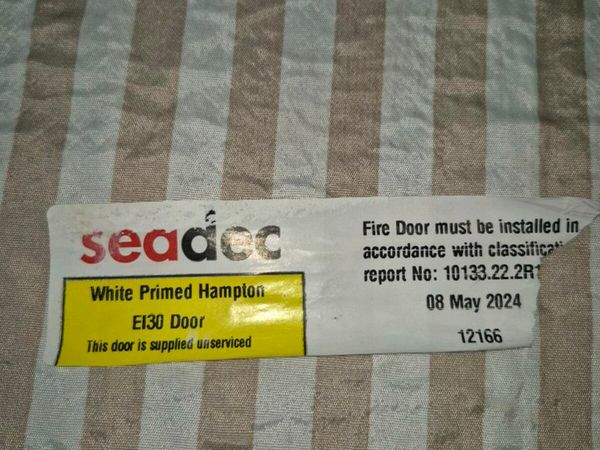 seadec
White Primed Hampton
EI30 Door
This door is supplied unserviced
Fire Door must be installed in
accordance with
report No: 10133.22.2R1
08 May 2024
12166